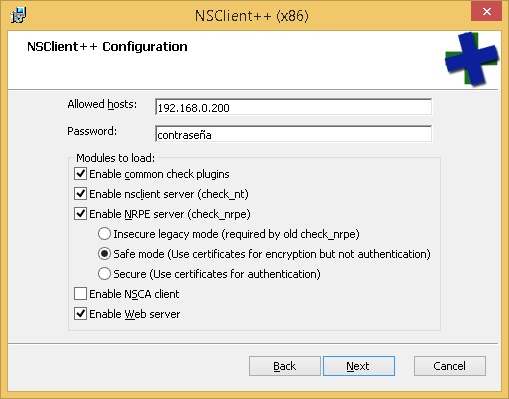 NSClient++ (x86)
NSClient++ Configuration
Allowed hosts: 192.168.0.200
Password: contraseña
Modules to load:
Enable common check plugins
Enable nsclient server (check_nt)
Enable NRPE server (check_nrpe)
Insecure legacy mode (required by old check_nrpe)
Safe mode (Use certificates for encryption but not authentication)
Secure (Use certificates for authentication)
Enable NSCA client
Enable Web server
Back Next Cancel